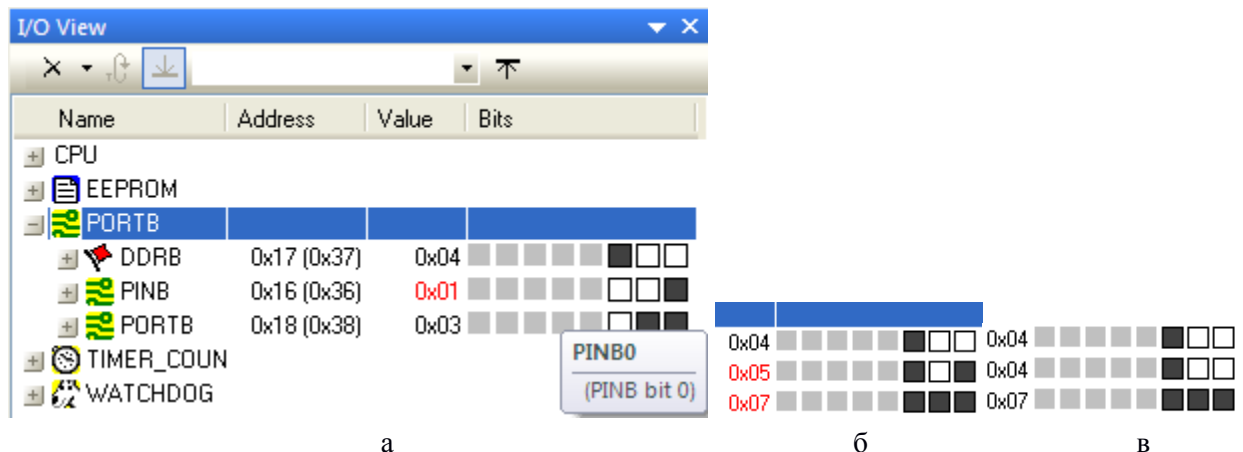 I/O View
Name Address Value Bits
CPU
EEPROM
PORTB
DDRB 0x17 (0x37) 0x04
PINB 0x16 (0x36) 0x01
PORTB 0x18 (0x38) 0x03
TIMER_COUN
WATCHDOG
PINB0
(PINB bit 0)
0x04
0x05
0x07
0x04
0x04
0x07
а б в